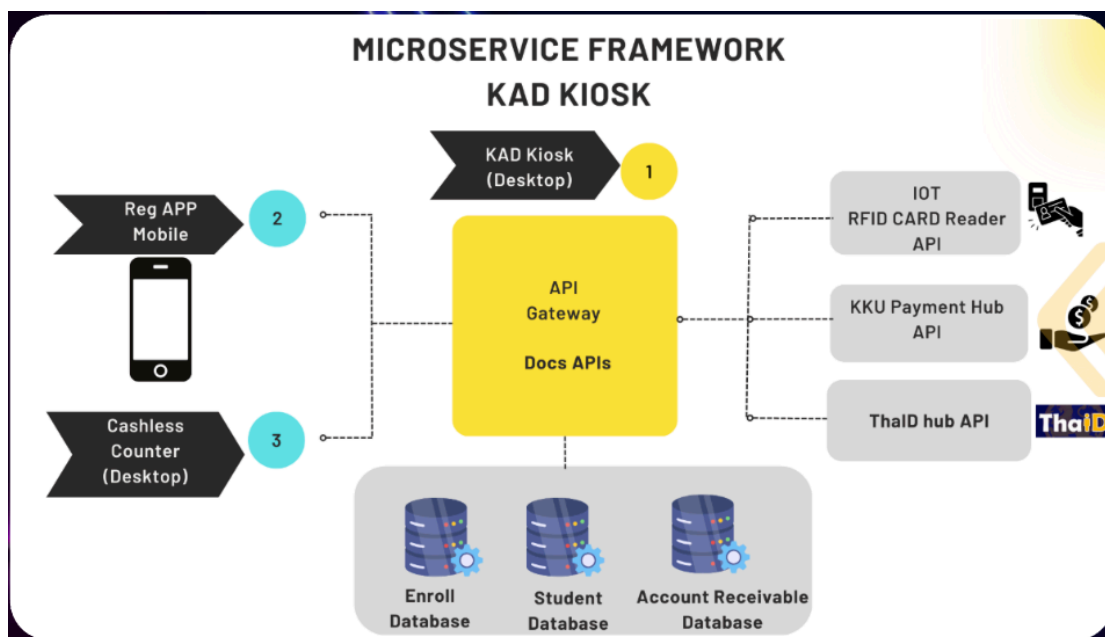 MICROSERVICE FRAMEWORK
KAD KIOSK
KAD Kiosk
(Desktop)
1
Reg APP
Mobile
2
API
Gateway
Docs APIs
IOT
RFID CARD Reader
API
KKU Payment Hub
API
ThaID hub API
ThaiD
Cashless
Counter
(Desktop)
3
Enroll
Database
Student
Database
Account Receivable
Database